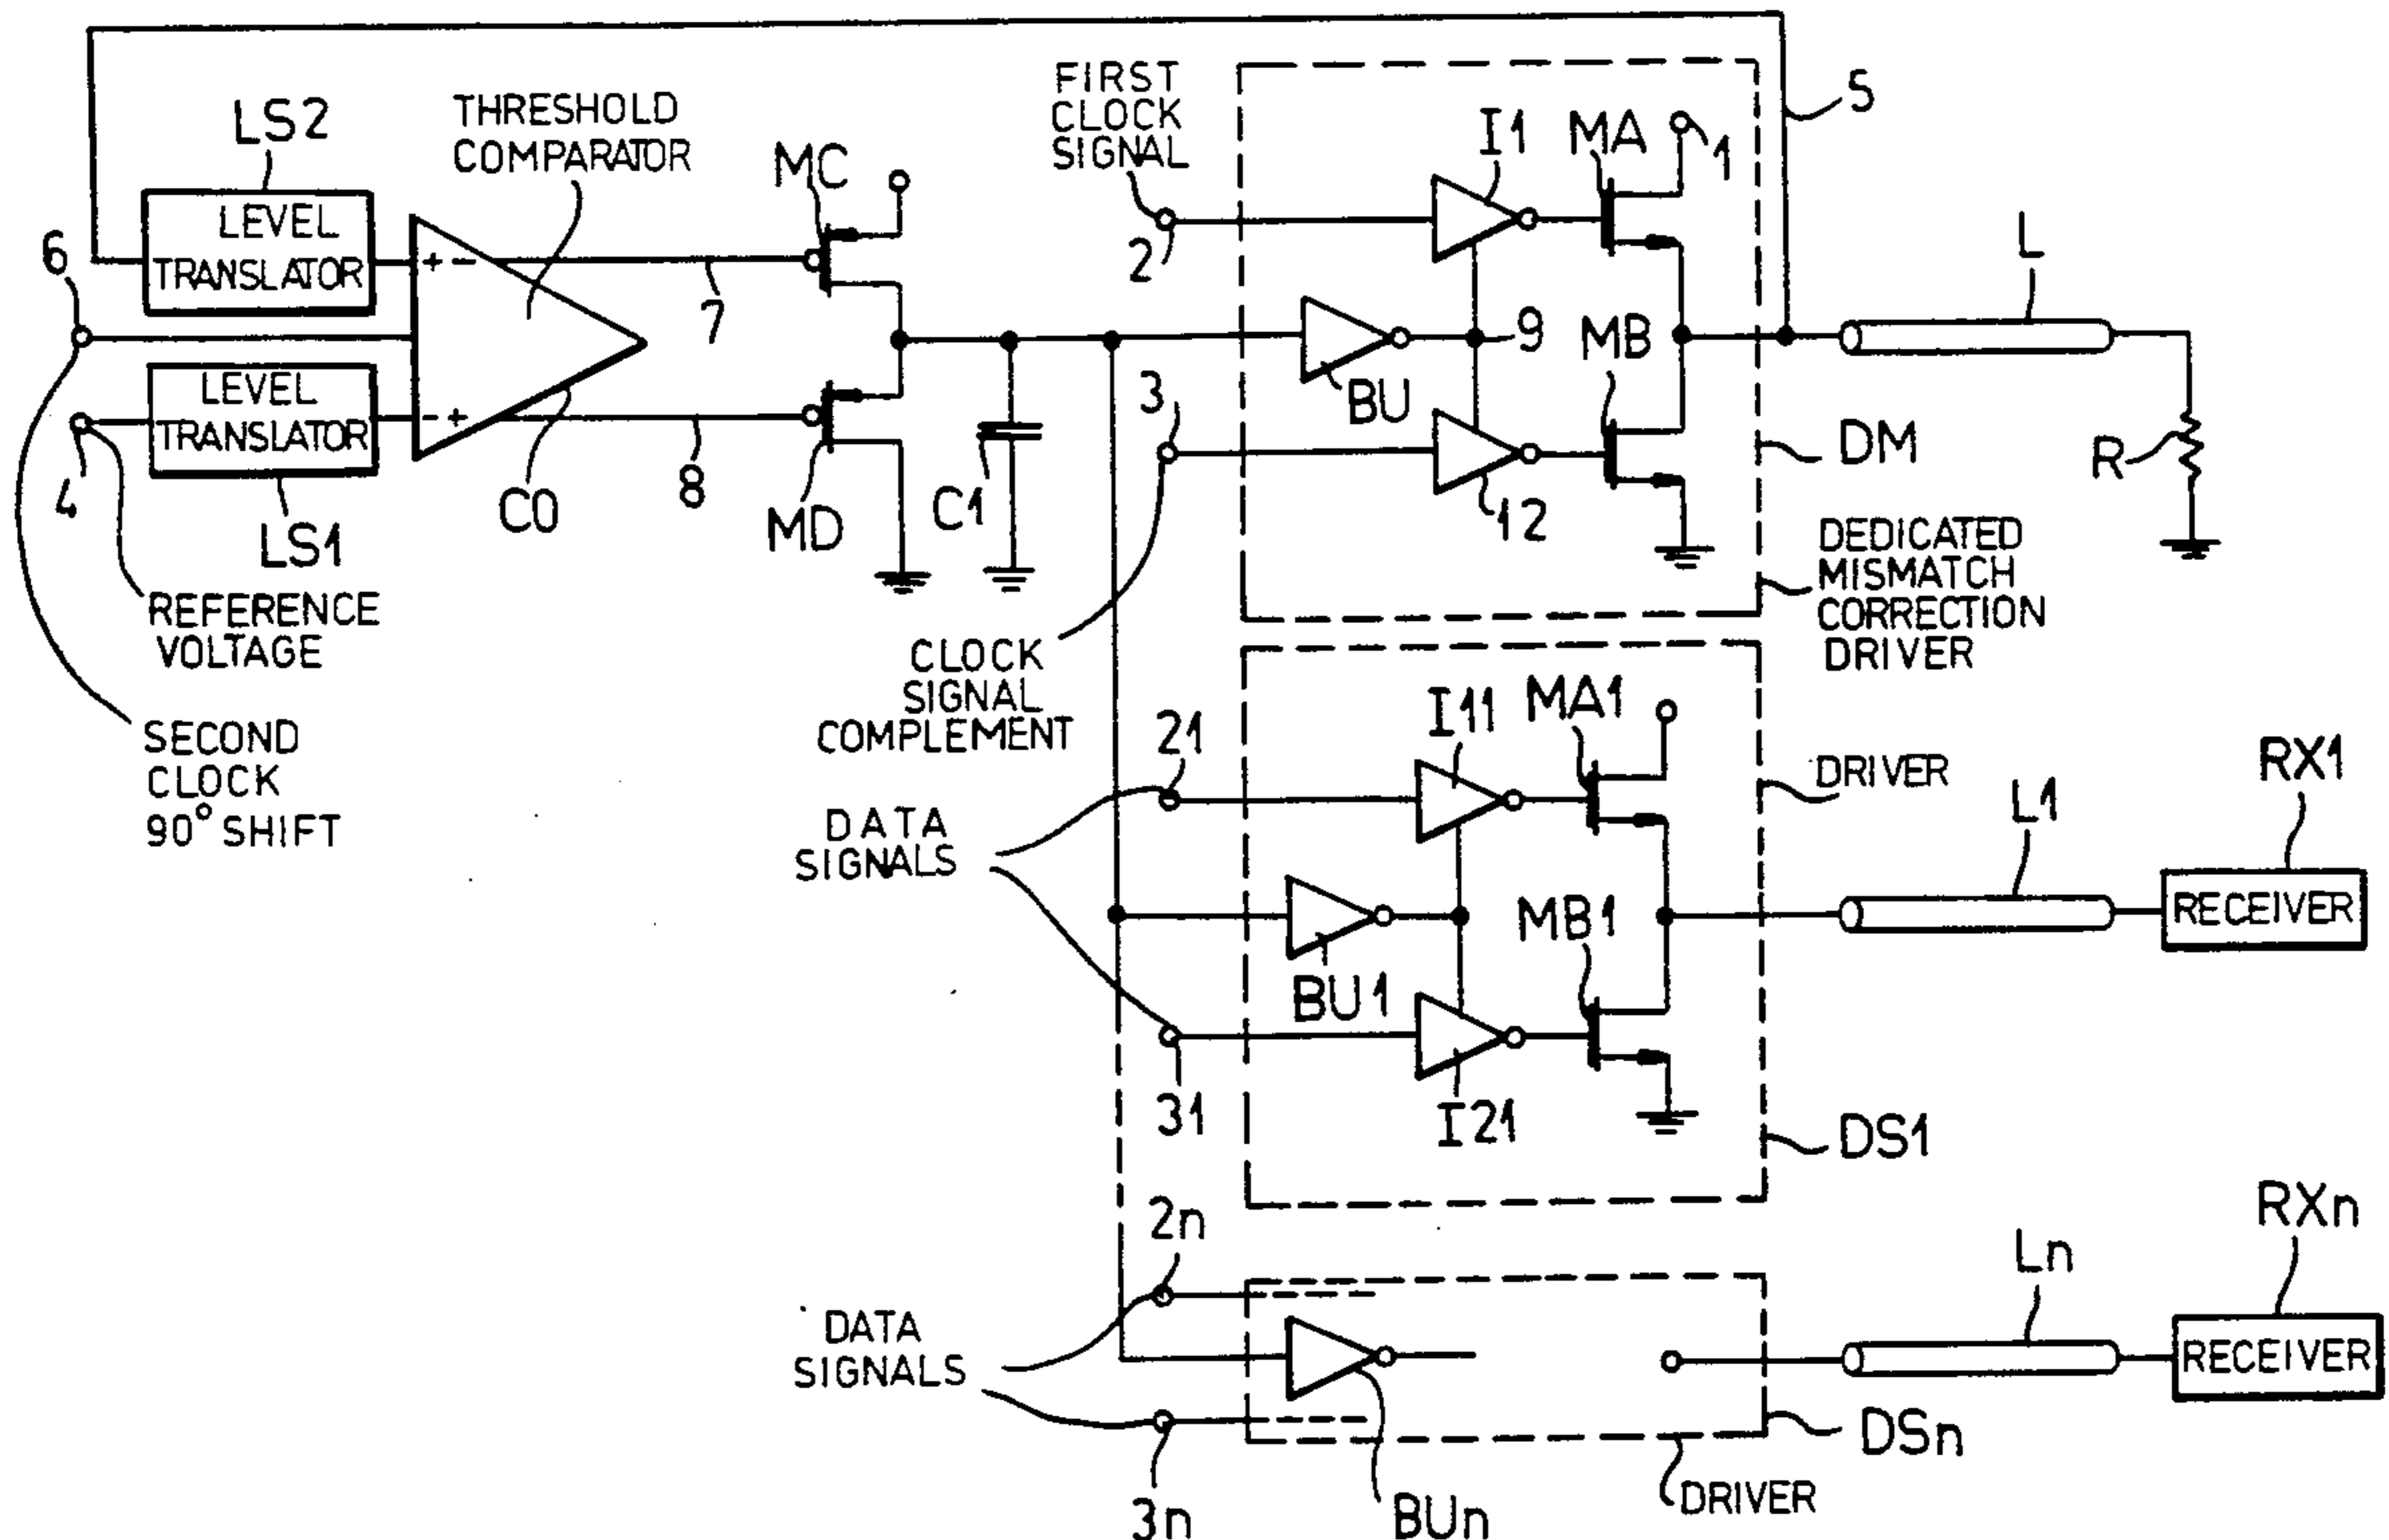 5
FIRST
CLOCK
SIGNAL
THRESHOLD
COMPARATOR
LS2
LEVEL
TRANSLATOR
MC
I1
MA
1
2
6
+ -
7
L
9
MB
BU
3
LEVEL
TRANSLATOR
- +
8
4
LS1
C0
MD
C1
12
DM
R
REFERENCE
VOLTAGE
DEDICATED
MISMATCH
CORRECTION
DRIVER
CLOCK
SIGNAL
COMPLEMENT
SECOND
CLOCK
90° SHIFT
21
I11
MA1
DRIVER
RX1
DATA
SIGNALS
L1
RECEIVER
MB1
BU1
31
I21
DS1
2n
RXn
Ln
DATA
SIGNALS
RECEIVER
DSn
3n
BUn
DRIVER